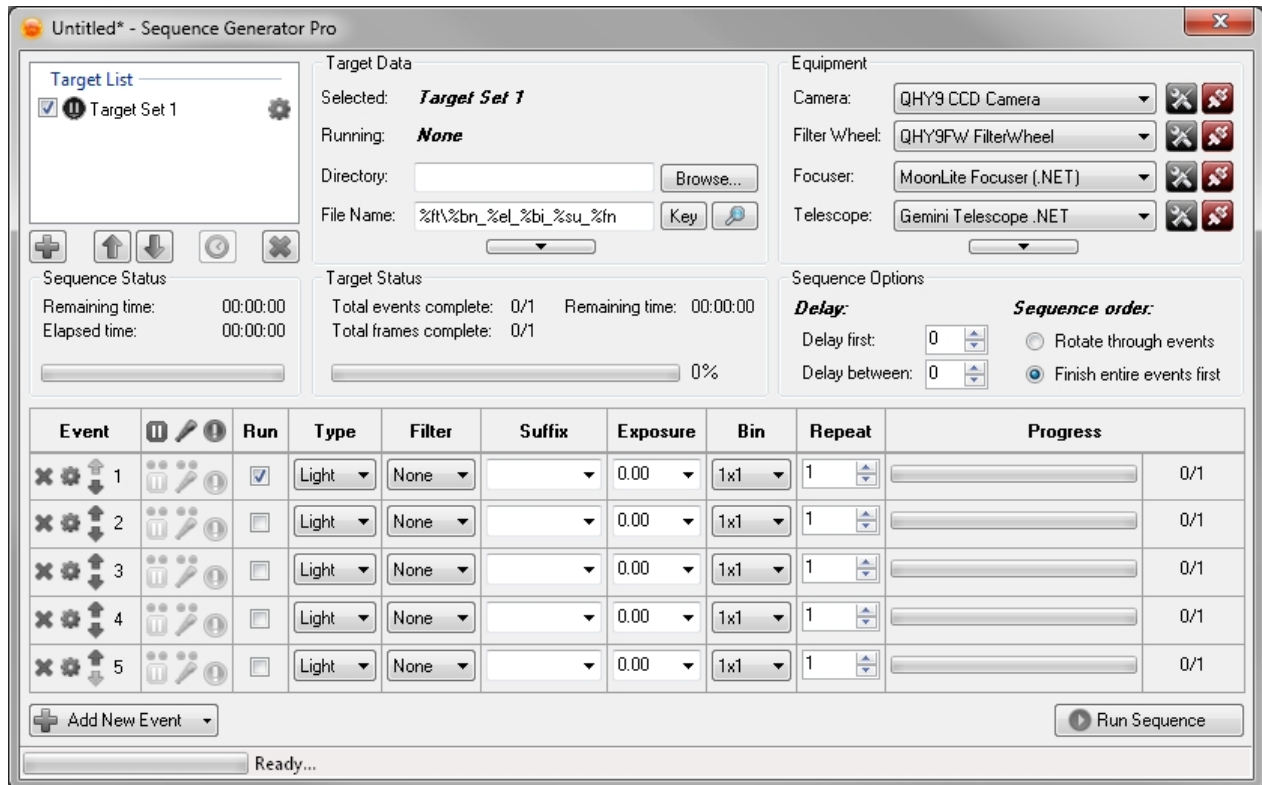 Untitled* - Sequence Generator Pro
Target List
Target Set 1
Target Data
Selected: Target Set 1
Running: None
Directory: Browse...
File Name: %ft\%bn_%el_%bi_%su_%fn Key
Equipment
Camera: QHY9 CCD Camera
Filter Wheel: QHY9FW FilterWheel
Focuser: MoonLite Focuser (.NET)
Telescope: Gemini Telescope .NET
Sequence Status
Remaining time: 00:00:00
Elapsed time: 00:00:00
Target Status
Total events complete: 0/1 Remaining time: 00:00:00
Total frames complete: 0/1
0%
Sequence Options
Delay: Sequence order:
Delay first: 0 Rotate through events
Delay between: 0 Finish entire events first
Event Run Type Filter Suffix Exposure Bin Repeat Progress
1 Light None 0.00 1x1 1 0/1
2 Light None 0.00 1x1 1 0/1
3 Light None 0.00 1x1 1 0/1
4 Light None 0.00 1x1 1 0/1
5 Light None 0.00 1x1 1 0/1
Add New Event Run Sequence
Ready...